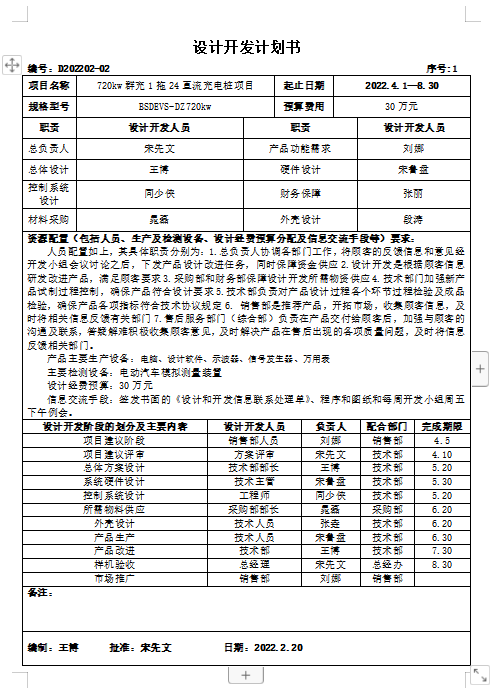 设计开发计划书
编号：D202202-02 序号：1
项目名称 720kw群充1拖24直流充电桩项目 起止日期 2022.4.1—8.30
规格型号 BSDEVS-DZ720kw 预算费用 30万元
职责 设计开发人员 职责 设计开发人员
总负责人 宋先文 产品功能需求 刘娜
总体设计 王博 硬件设计 宋鲁盘
控制系统设计 同少侠 财务保障 张丽
材料采购 晁磊 外壳设计 段涛
资源配置（包括人员、生产及检测设备、设计经费预算分配及信息交流手段等）要求：
人员配置如上，其具体职责分别为：1.总负责人协调各部门工作，将顾客的反馈信息和意见经
开发小组会议讨论之后，下发产品设计改进任务，同时保障资金供应 2.设计开发是根据顾客信息
研发改进产品，满足顾客要求 3.采购部和财务部保障设计开发所需物资供应 4.技术部门加强新产
品试制过程控制，确保产品符合设计要求 5.技术部负责对产品设计过程各个环节过程检验及成品
检验，确保产品各项指标符合技术协议规定 6.销售部是推荐产品，开拓市场，收集顾客信息，及
时将相关信息反馈有关部门 7.售后服务部门（综合部）负责在产品交付给顾客后，加强与顾客的
沟通及联系，答疑解难积极收集顾客意见，及时解决产品在售后出现的各项质量问题，及时将信息
反馈相关部门。
产品主要生产设备：电脑、设计软件、示波器、信号发生器、万用表
主要检测设备：电动汽车模拟测量装置
设计经费预算：30万元
信息交流手段：签发书面的《设计和开发信息联系处理单》、程序和图纸和每周开发小组周五
下午例会。
设计开发阶段的划分及主要内容 设计开发人员 负责人 配合部门 完成期限
项目建议阶段 销售部人员 刘娜 销售部 4.5
项目建议评审 方案评审 宋先文 技术部 4.10
总体方案设计 技术部部长 王博 技术部 5.20
系统硬件设计 技术主管 宋鲁盘 技术部 5.30
控制系统设计 工程师 同少侠 技术部 5.20
所需物料供应 采购部部长 晁磊 采购部 6.20
外壳设计 技术人员 张垚 技术部 6.20
产品生产 技术人员 宋鲁盘 技术部 6.30
产品改进 技术部 王博 技术部 7.30
样机验收 总经理 宋先文 总经办 8.30
市场推广 销售部 刘娜 销售部
备注：
编制：王博 批准：宋先文 日期：2022.2.20